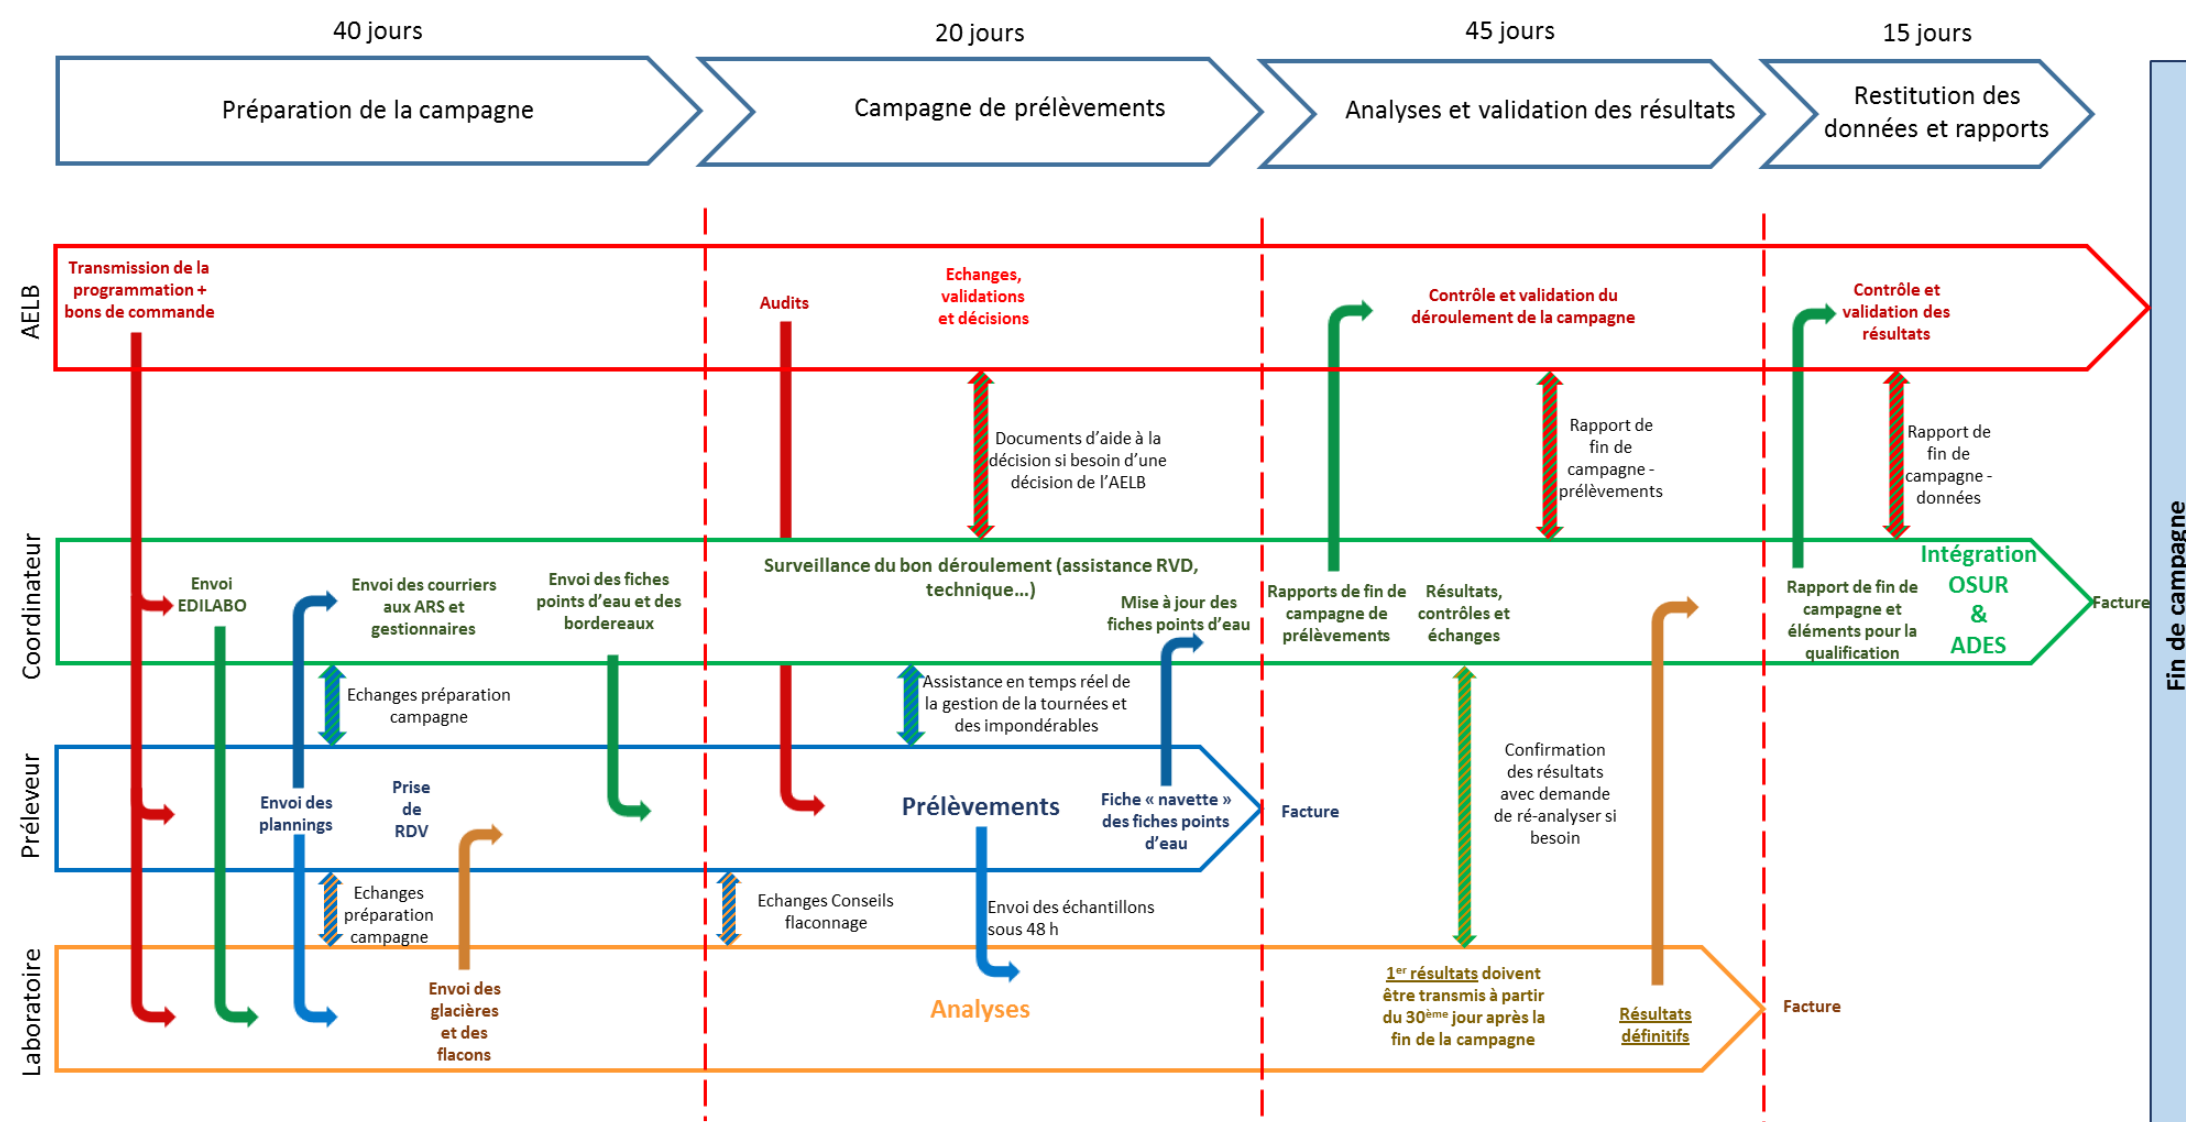 40 jours
20 jours
45 jours
15 jours
Préparation de la campagne
Campagne de prélèvements
Analyses et validation des résultats
Restitution des
données et rapports
Fin de campagne
AELB
Transmission de la
programmation +
bons de commande
Audits
Echanges,
validations
et décisions
Contrôle et validation du
déroulement de la campagne
Contrôle et
validation des
résultats
Documents d’aide à la
décision si besoin d’une
décision de l’AELB
Rapport de
fin de
campagne -
prélèvements
Rapport de
fin de
campagne -
données
Coordinateur
Envoi
EDILABO
Envoi des courriers
aux ARS et
gestionnaires
Envoi des fiches
points d’eau et des
bordereaux
Surveillance du bon déroulement (assistance RVD,
technique…)
Mise à jour des
fiches points d’eau
Rapports de fin de
campagne de
prélèvements
Résultats,
contrôles et
échanges
Rapport de fin de
campagne et
éléments pour la
qualification
Intégration
OSUR
&
ADES
Facture
Echanges préparation
campagne
Assistance en temps réel de
la gestion de la tournées et
des impondérables
Confirmation
des résultats
avec demande
de ré-analyser si
besoin
Préleveur
Envoi des
plannings
Prise
de
RDV
Prélèvements
Fiche « navette »
des fiches points
d’eau
Facture
Echanges
préparation
campagne
Echanges Conseils
flaconnage
Envoi des échantillons
sous 48 h
Laboratoire
Envoi des
glacières
et des
flacons
Analyses
1er résultats doivent
être transmis à partir
du 30ème jour après la
fin de la campagne
Résultats
définitifs
Facture